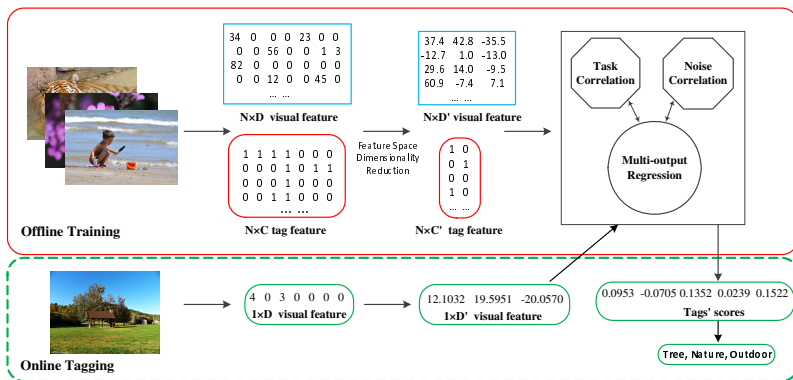 34 0 0 0 23 0 0
0 0 56 0 0 1 3
82 0 0 0 0 0 0
0 0 12 0 0 45 0
... ...
N×D visual feature
1 1 1 1 0 0 0
0 0 0 1 0 1 1
0 0 0 1 0 0 0
0 0 1 1 0 0 0
... ...
N×C tag feature
Feature Space
Dimensionality
Reduction
37.4 42.8 -35.5
-12.7 1.0 -13.0
29.6 14.0 -9.5
60.9 -7.4 7.1
... ...
N×D' visual feature
1 0
0 1
0 0
1 0
... ...
N×C' tag feature
Task
Correlation
Noise
Correlation
Multi-output
Regression
Offline Training
4 0 3 0 0 0 0
1×D visual feature
12.1032 19.5951 -20.0570
1×D' visual feature
0.0953 -0.0705 0.1352 0.0239 0.1522
Tags' scores
Tree, Nature, Outdoor
Online Tagging